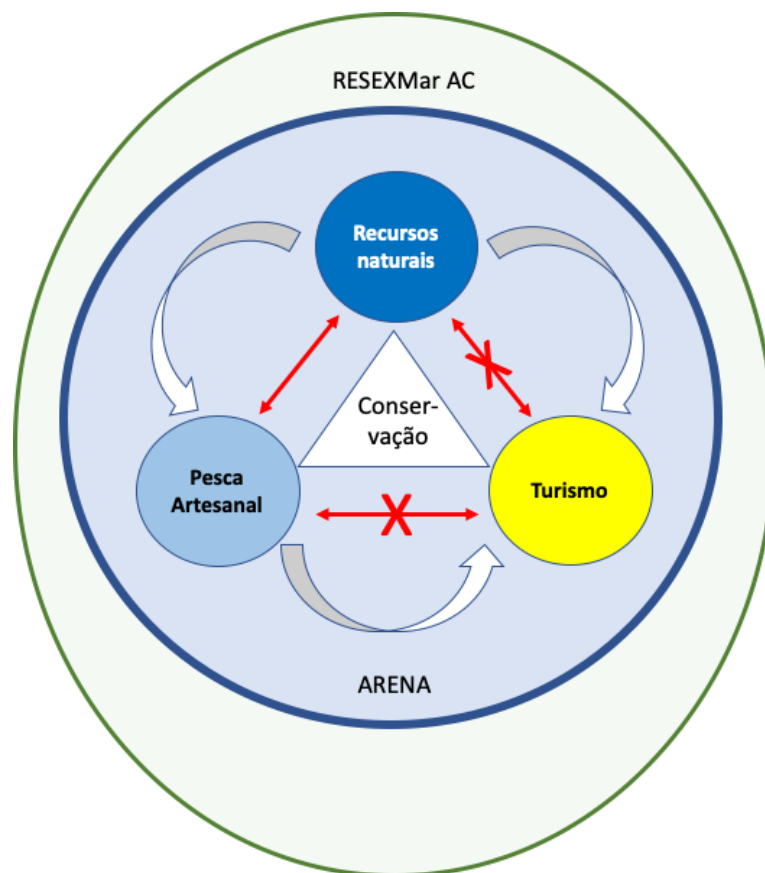 RESEXMar AC
Recursos
naturais
Conser-
vação
Pesca
Artesanal
Turismo
ARENA